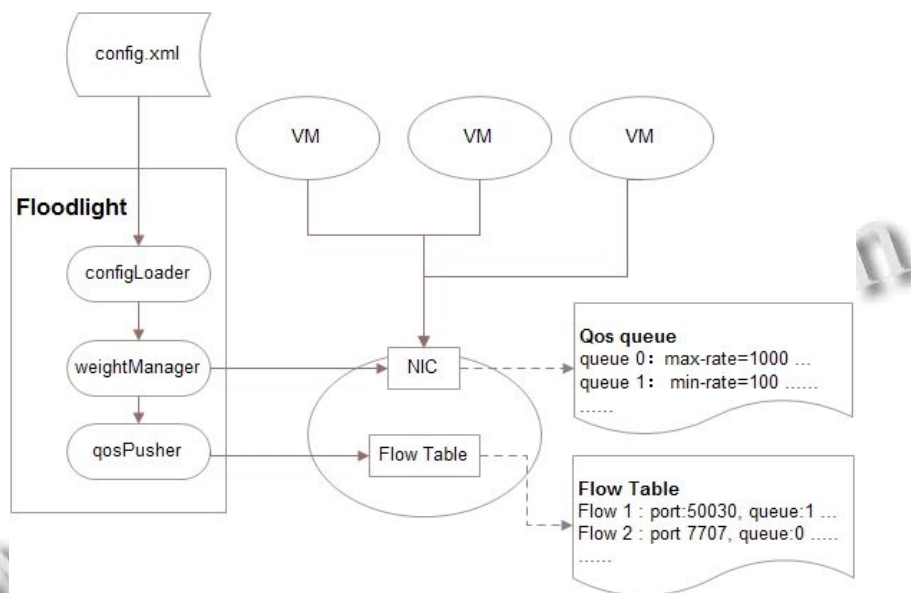 config.xml
VM
VM
VM
Floodlight
configLoader
weightManager
qosPusher
NIC
Flow Table
Qos queue
queue 0：max-rate=1000 ...
queue 1： min-rate=100 ......
......
Flow Table
Flow 1 : port:50030, queue:1 ...
Flow 2 : port 7707, queue:0 .....
......